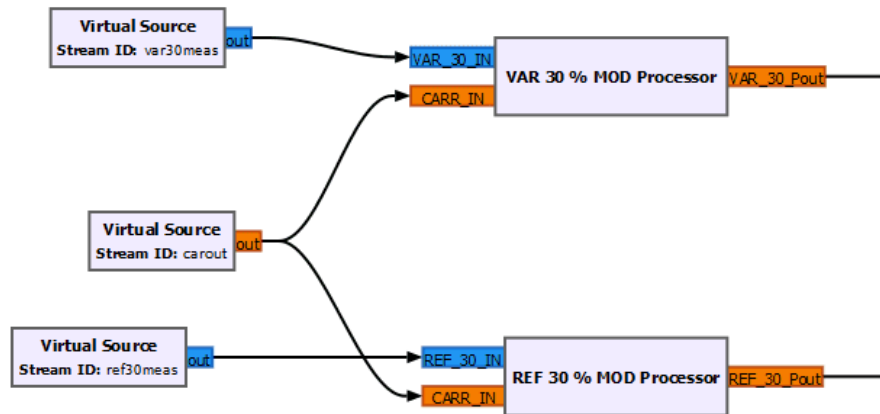 Virtual Source
Stream ID: var30meas
out
VAR_30_IN
CARR_IN
VAR 30 % MOD Processor
VAR_30_Pout
Virtual Source
Stream ID: carout
out
Virtual Source
Stream ID: ref30meas
out
REF_30_IN
CARR_IN
REF 30 % MOD Processor
REF_30_Pout